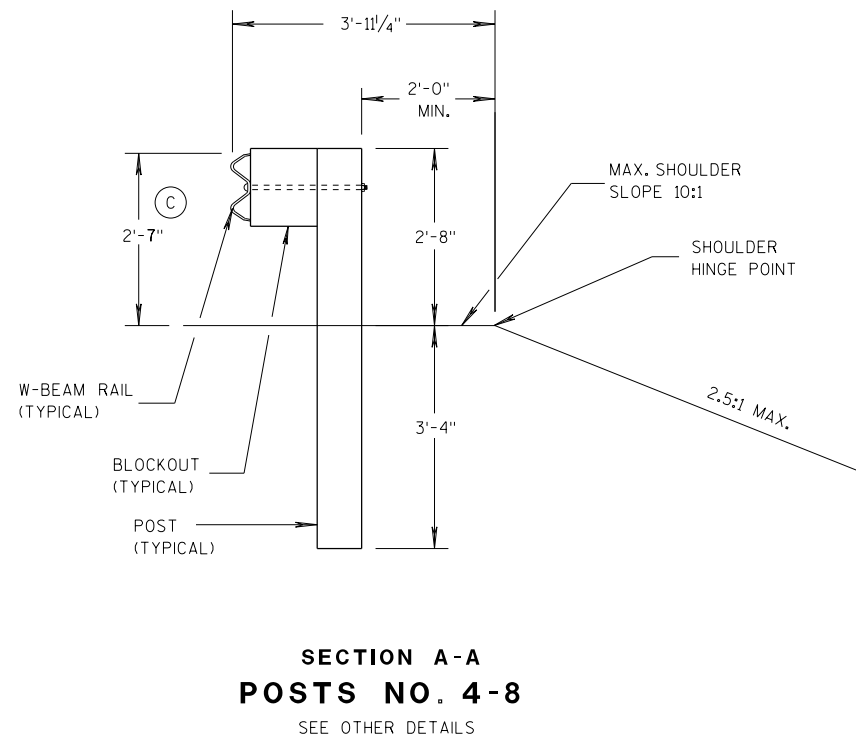 3'-11 1/4"
2'-0"
MIN.
MAX. SHOULDER
SLOPE 10:1
C
2'-7"
2'-8"
SHOULDER
HINGE POINT
W-BEAM RAIL
(TYPICAL)
2.5:1 MAX.
3'-4"
BLOCKOUT
(TYPICAL)
POST
(TYPICAL)
SECTION A-A
POSTS NO. 4-8
SEE OTHER DETAILS